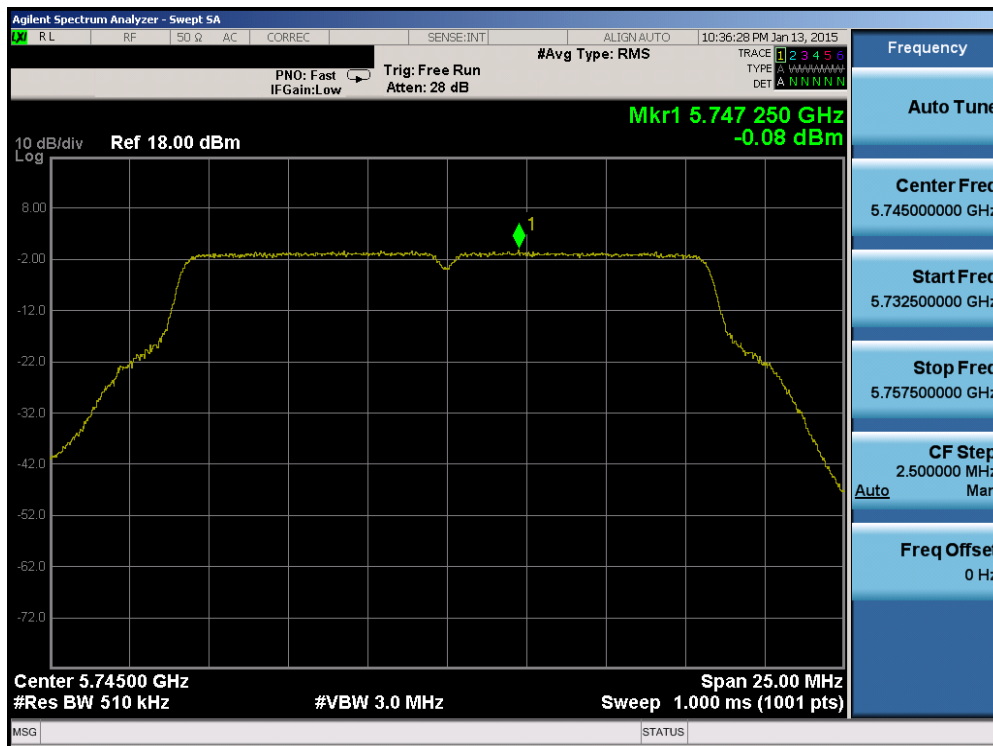 Agilent Spectrum Analyzer - Swept SA
LXI RL RF 50 Ω AC CORREC SENSE:INT ALIGN AUTO 10:36:28 PM Jan 13, 2015
PNO: Fast Trig: Free Run #Avg Type: RMS TRACE 1 2 3 4 5 6
IFGain:Low Atten: 28 dB TYPE A WWWWW
DET A N N N N N
Mkr1 5.747 250 GHz
-0.08 dBm
10 dB/div Ref 18.00 dBm
Log
1
8.00
-2.00
-12.0
-22.0
-32.0
-42.0
-52.0
-62.0
-72.0
Center 5.74500 GHz Span 25.00 MHz
#Res BW 510 kHz #VBW 3.0 MHz Sweep 1.000 ms (1001 pts)
MSG STATUS
Frequency
Auto Tune
Center Freq
5.745000000 GHz
Start Freq
5.732500000 GHz
Stop Freq
5.757500000 GHz
CF Step
2.500000 MHz
Auto Man
Freq Offset
0 Hz